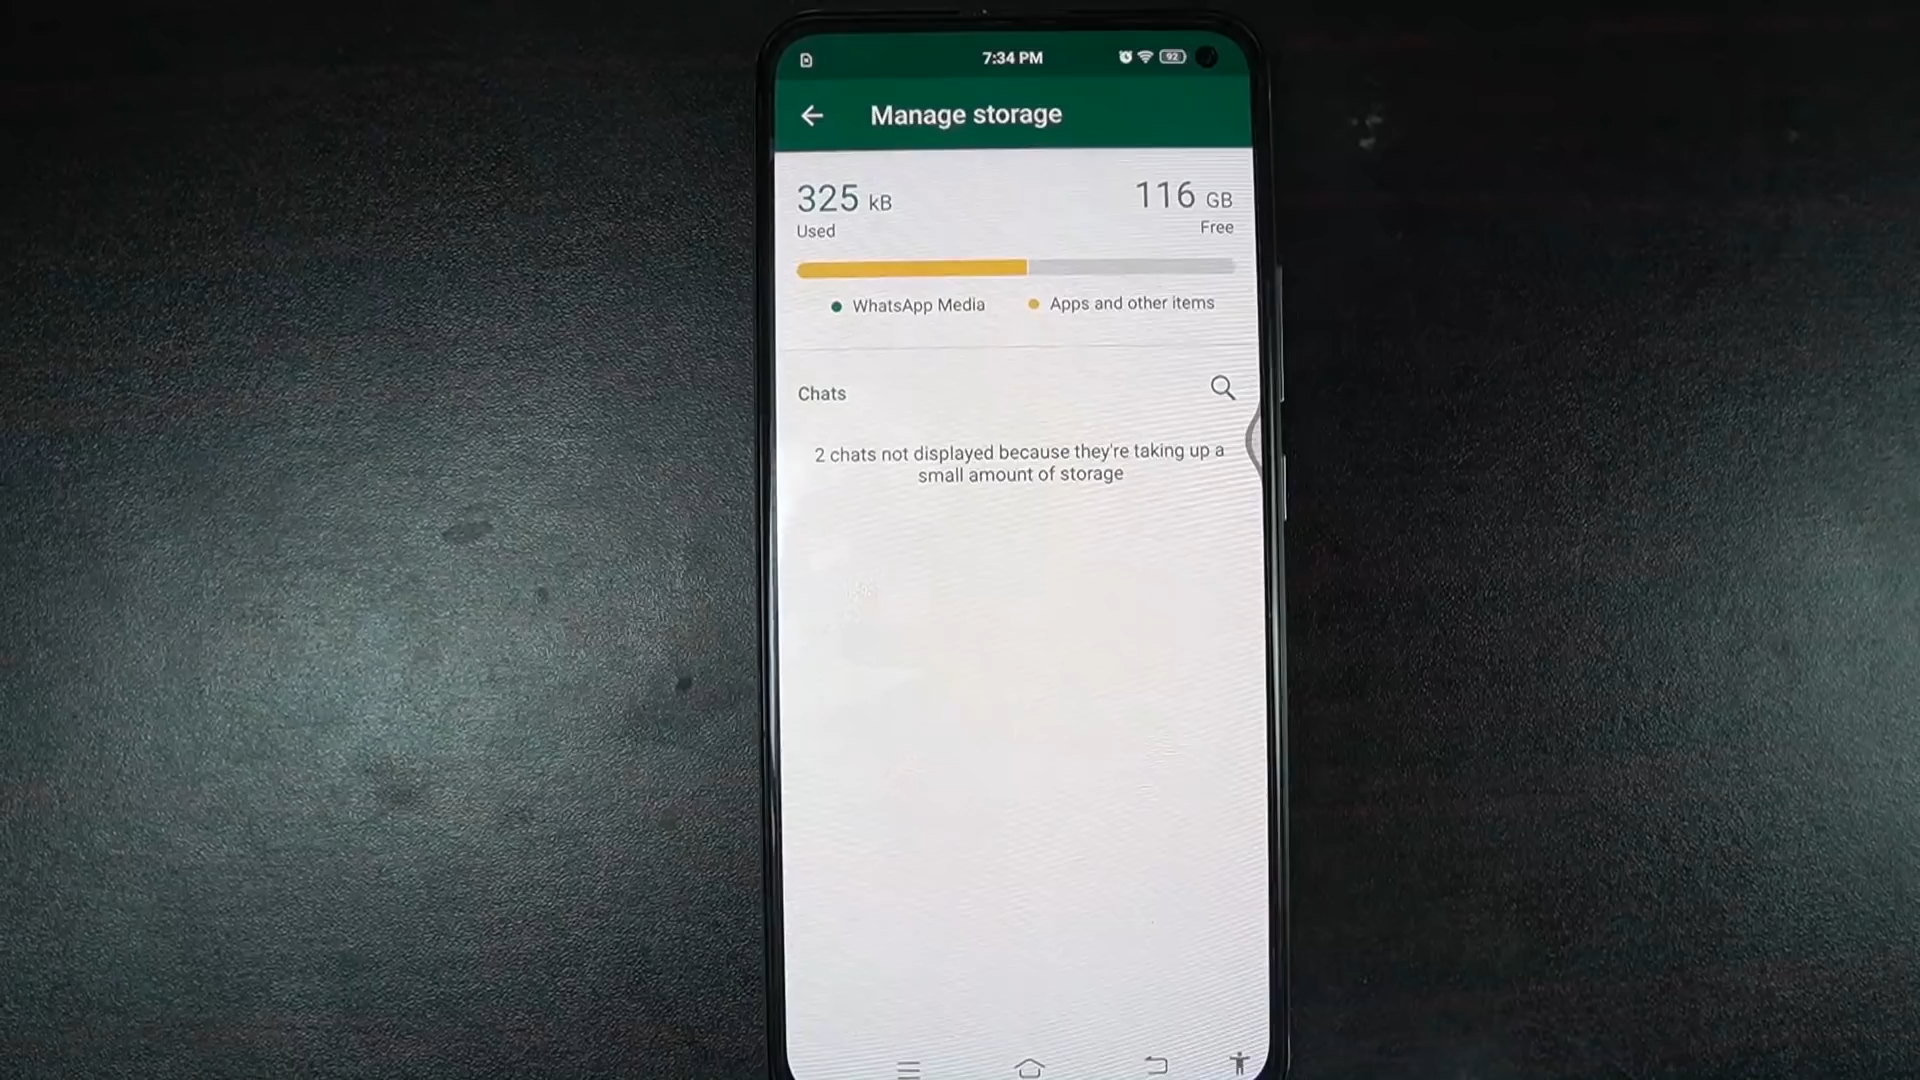 7:34 PM
92
Manage storage
325 kB
116 GB
Used
Free
WhatsApp Media
Apps and other items
Chats
2 chats not displayed because they're taking up a
small amount of storage